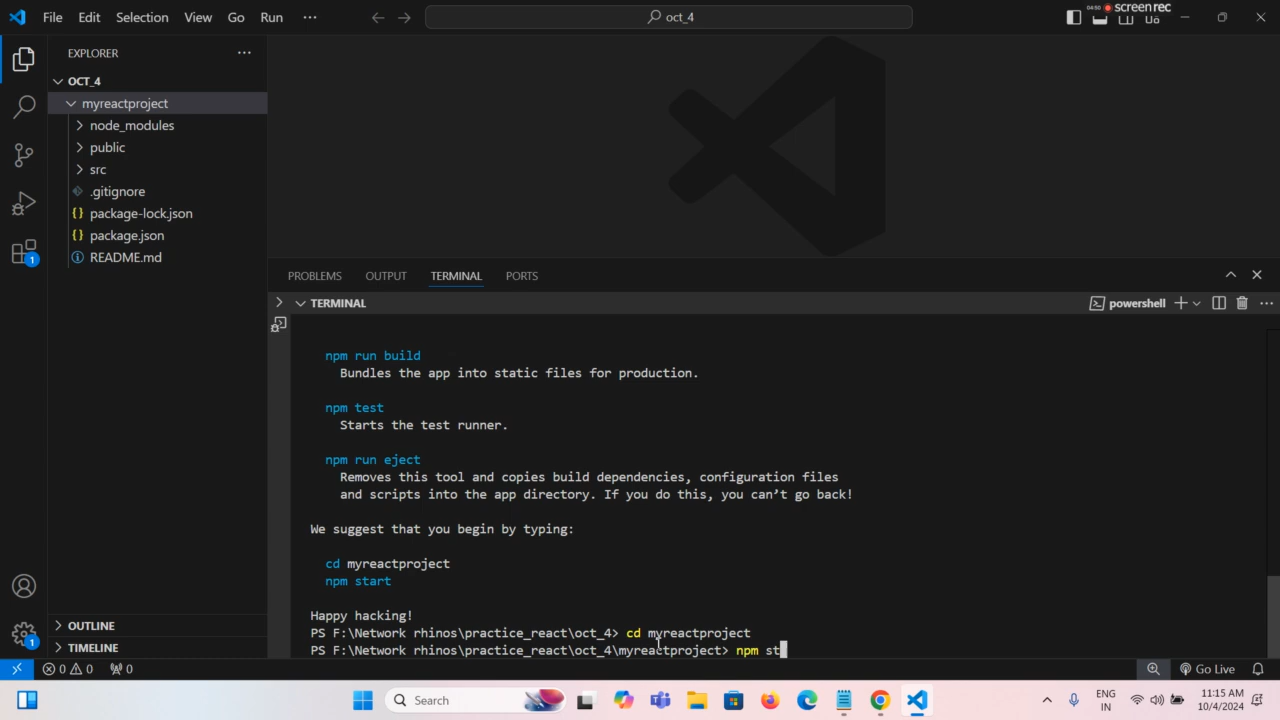 File Edit Selection View Go Run ··· oct_4 04:50 screenrec
EXPLORER ···
OCT_4
myreactproject
node_modules
public
src
.gitignore
package-lock.json
package.json
README.md
OUTLINE
TIMELINE
PROBLEMS OUTPUT TERMINAL PORTS
TERMINAL powershell
npm run build
Bundles the app into static files for production.
npm test
Starts the test runner.
npm run eject
Removes this tool and copies build dependencies, configuration files
and scripts into the app directory. If you do this, you can’t go back!
We suggest that you begin by typing:
cd myreactproject
npm start
Happy hacking!
PS F:\Network rhinos\practice_react\oct_4> cd myreactproject
PS F:\Network rhinos\practice_react\oct_4\myreactproject> npm st
1
1
0 0 0 Go Live
Search
ENG
IN
11:15 AM
10/4/2024